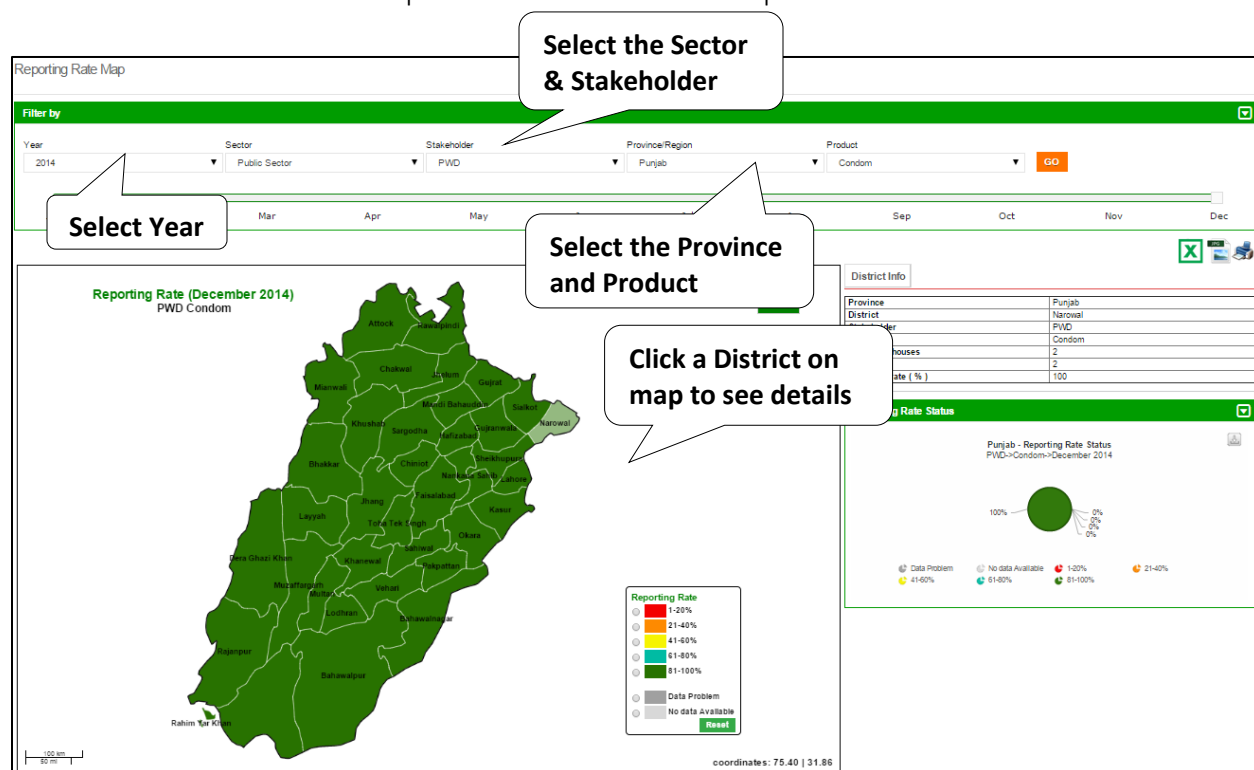 Select the Sector
& Stakeholder
Reporting Rate Map
Filter by
Year Sector Stakeholder Province/Region Product
2014 Public Sector PWD Punjab Condom GO
Select Year
Mar Apr May Sep Oct Nov Dec
Select the Province
and Product
District Info
Province Punjab
District Narowal
PWD
Condom
houses 2
2
ate ( % ) 100
Reporting Rate (December 2014)
PWD Condom
Click a District on
map to see details
Attock
Rawalpindi
Chakwal
Jhelum
Gujrat
Mianwali
Mandi Bahauddin
Sialkot
Narowal
Khushab
Sargodha
Hafizabad
Gujranwala
Sheikhupura
Bhakkar
Chiniot
Nankana Sahib
Lahore
Faisalabad
Jhang
Kasur
Layyah
Toba Tek Singh
Okara
Sahiwal
Dera Ghazi Khan
Khanewal
Pakpattan
Muzaffargarh
Multan
Vehari
Lodhran
Bahawalnagar
Rajanpur
Bahawalpur
Rahim Yar Khan
100 km
50 mi
Reporting Rate
1-20%
21-40%
41-60%
61-80%
81-100%
Data Problem
No data Available
Reset
coordinates: 75.40 | 31.86
Rate Status
Punjab - Reporting Rate Status
PWD->Condom->December 2014
100%
0%
0%
0%
0%
Data Problem No data Available 1-20% 21-40%
41-60% 61-80% 81-100%